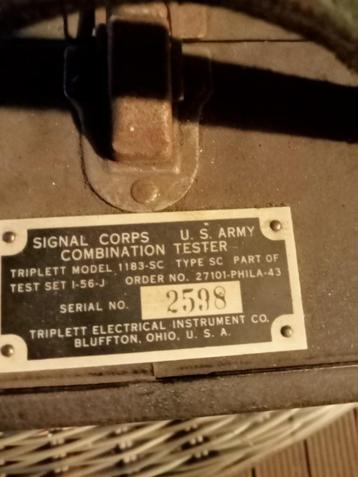 SIGNAL CORPS U. S. ARMY
COMBINATION TESTER
TRIPLETT MODEL 1183-SC TYPE SC PART OF
TEST SET I-56-J ORDER NO. 27101-PHILA-43
SERIAL NO. 2598
TRIPLETT ELECTRICAL INSTRUMENT CO.
BLUFFTON, OHIO, U. S. A.